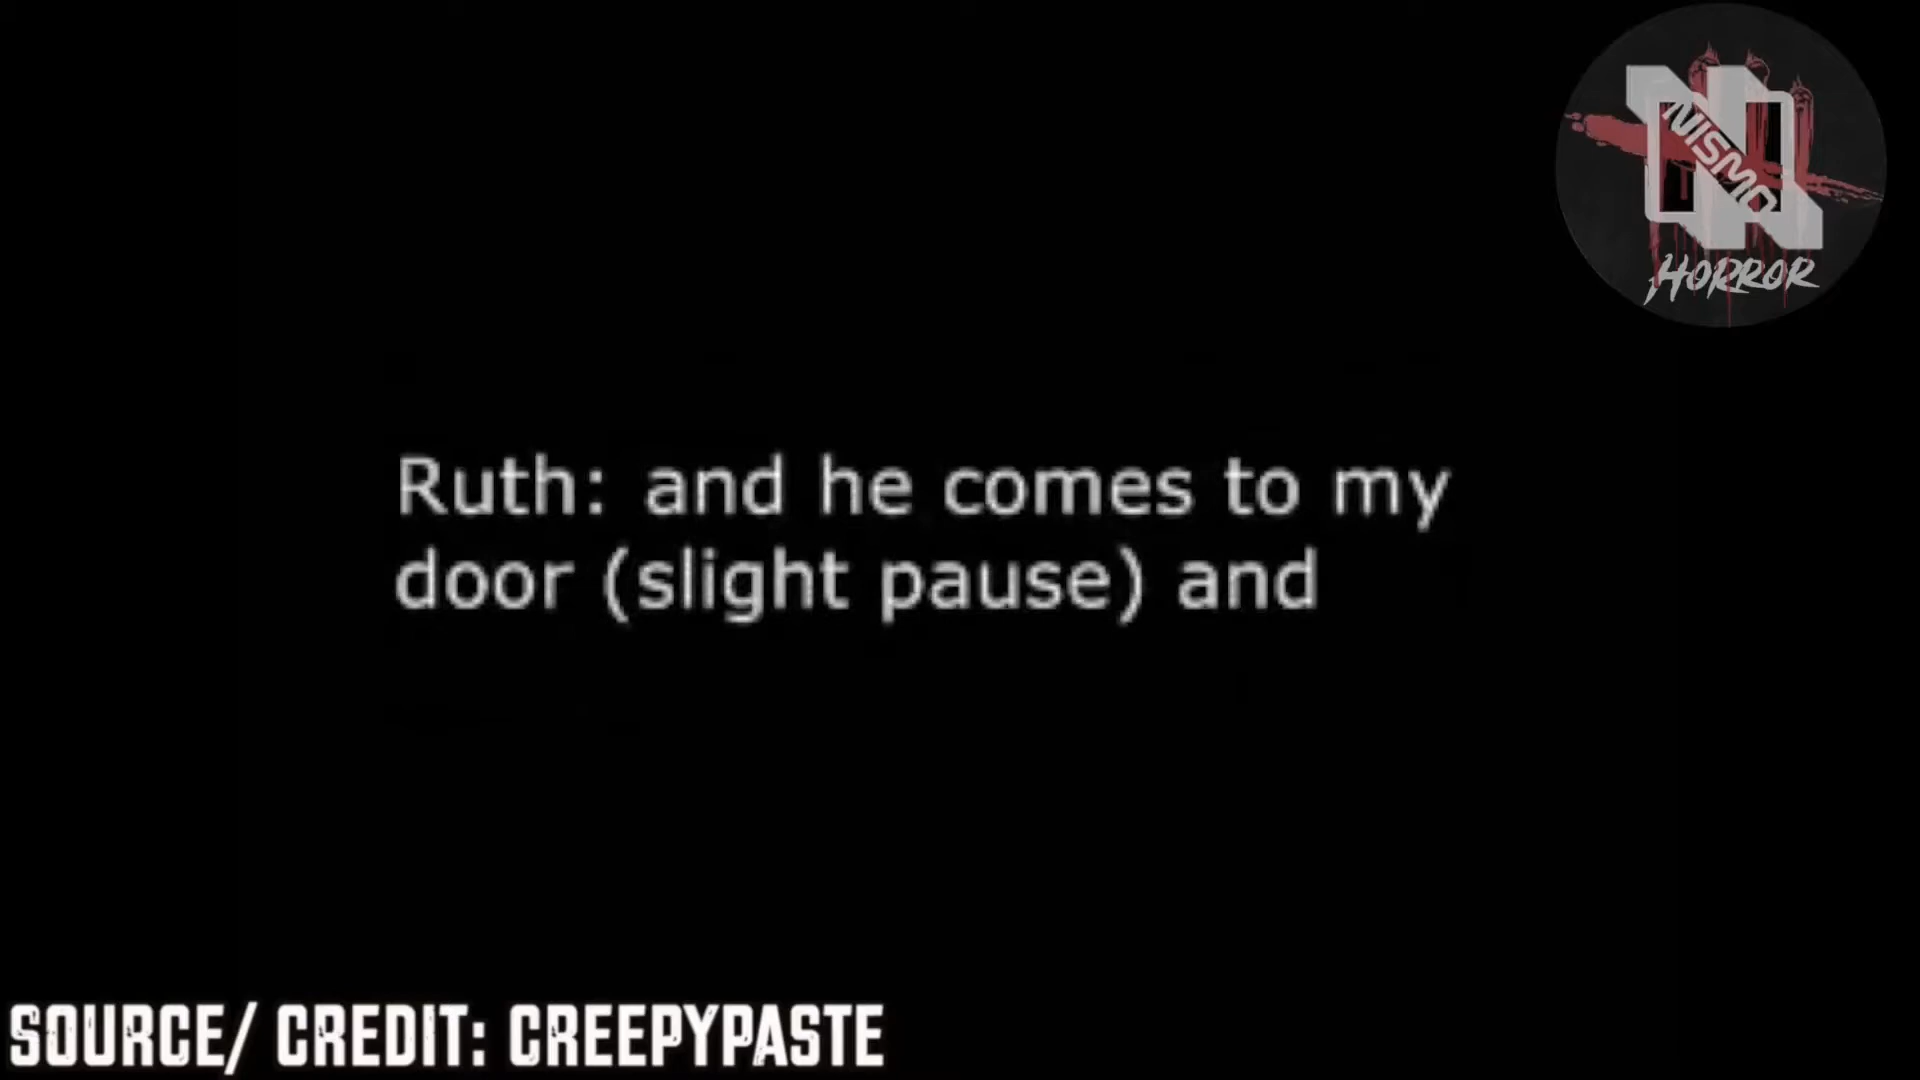 NISMO
HORROR
Ruth: and he comes to my
door (slight pause) and
SOURCE/ CREDIT: CREEPYPASTE